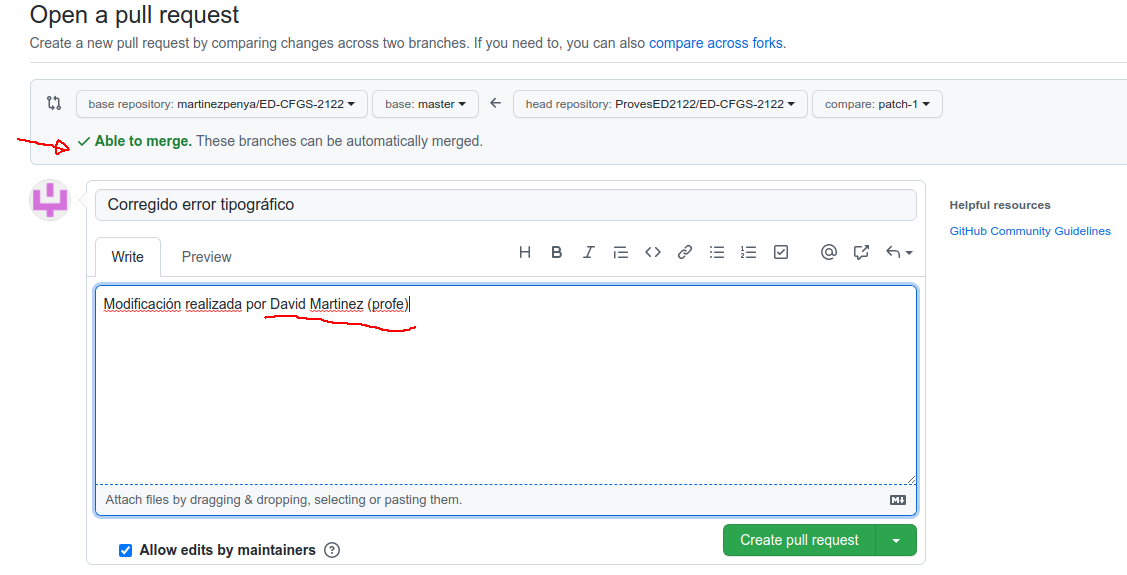 Open a pull request
Create a new pull request by comparing changes across two branches. If you need to, you can also compare across forks.
base repository: martinezpenya/ED-CFGS-2122 base: master head repository: ProvesED2122/ED-CFGS-2122 compare: patch-1
Able to merge. These branches can be automatically merged.
Corregido error tipográfico
Helpful resources
GitHub Community Guidelines
Write Preview
Modificación realizada por David Martinez (profe)
Attach files by dragging & dropping, selecting or pasting them.
Allow edits by maintainers
Create pull request